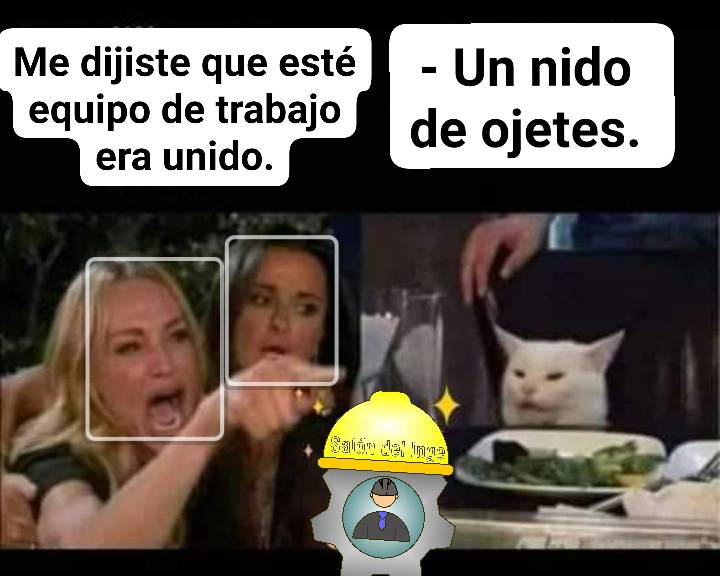 Me dijiste que esté
equipo de trabajo
era unido.
- Un nido
de ojetes.
Salón del Inge